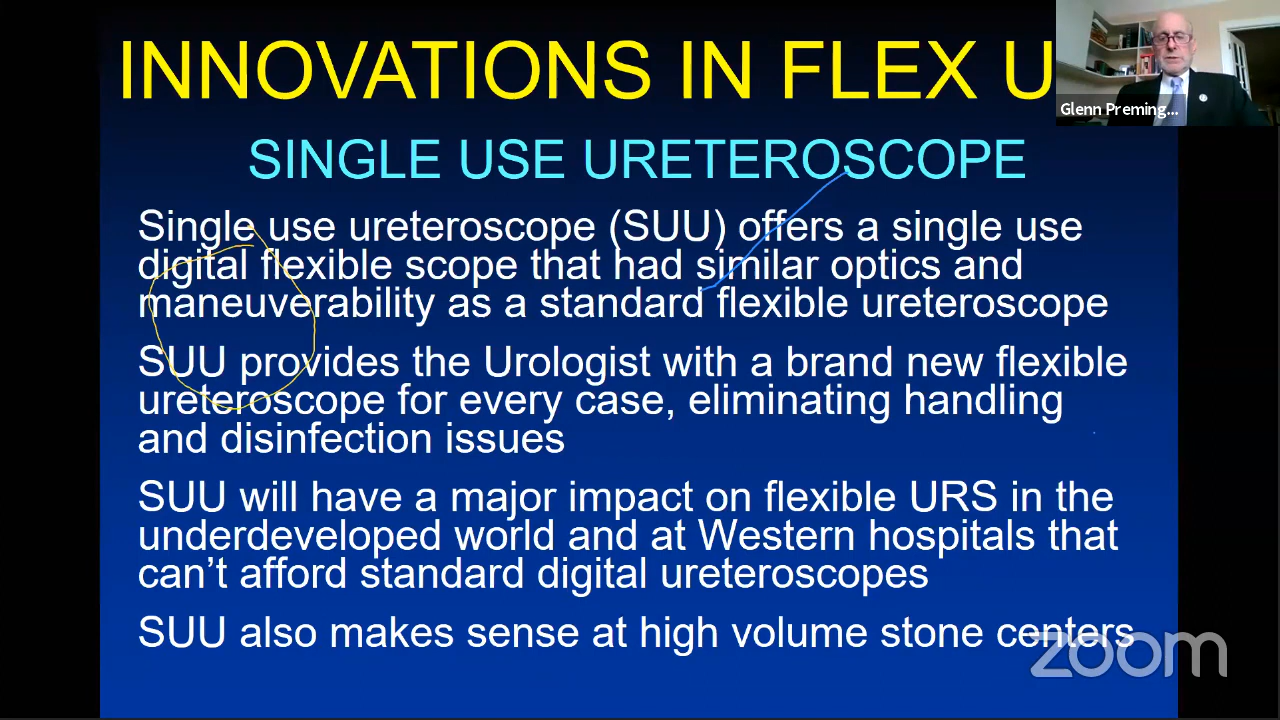 INNOVATIONS IN FLEX U
Glenn Preming...
SINGLE USE URETEROSCOPE
Single use ureteroscope (SUU) offers a single use
digital flexible scope that had similar optics and
maneuverability as a standard flexible ureteroscope
SUU provides the Urologist with a brand new flexible
ureteroscope for every case, eliminating handling
and disinfection issues
SUU will have a major impact on flexible URS in the
underdeveloped world and at Western hospitals that
can’t afford standard digital ureteroscopes
SUU also makes sense at high volume stone centers
zoom